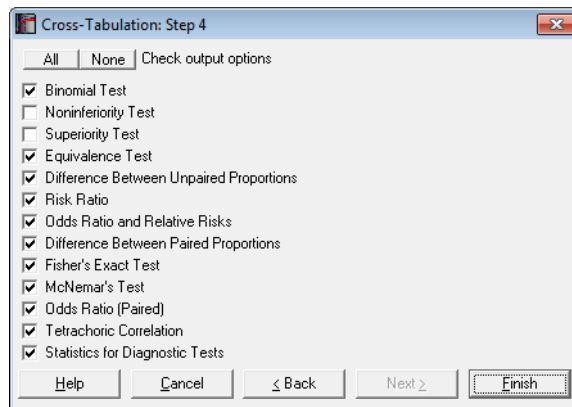 Cross-Tabulation: Step 4
All None Check output options
Binomial Test
Noninferiority Test
Superiority Test
Equivalence Test
Difference Between Unpaired Proportions
Risk Ratio
Odds Ratio and Relative Risks
Difference Between Paired Proportions
Fisher's Exact Test
McNemar's Test
Odds Ratio (Paired)
Tetrachoric Correlation
Statistics for Diagnostic Tests
Help Cancel < Back Next > Finish